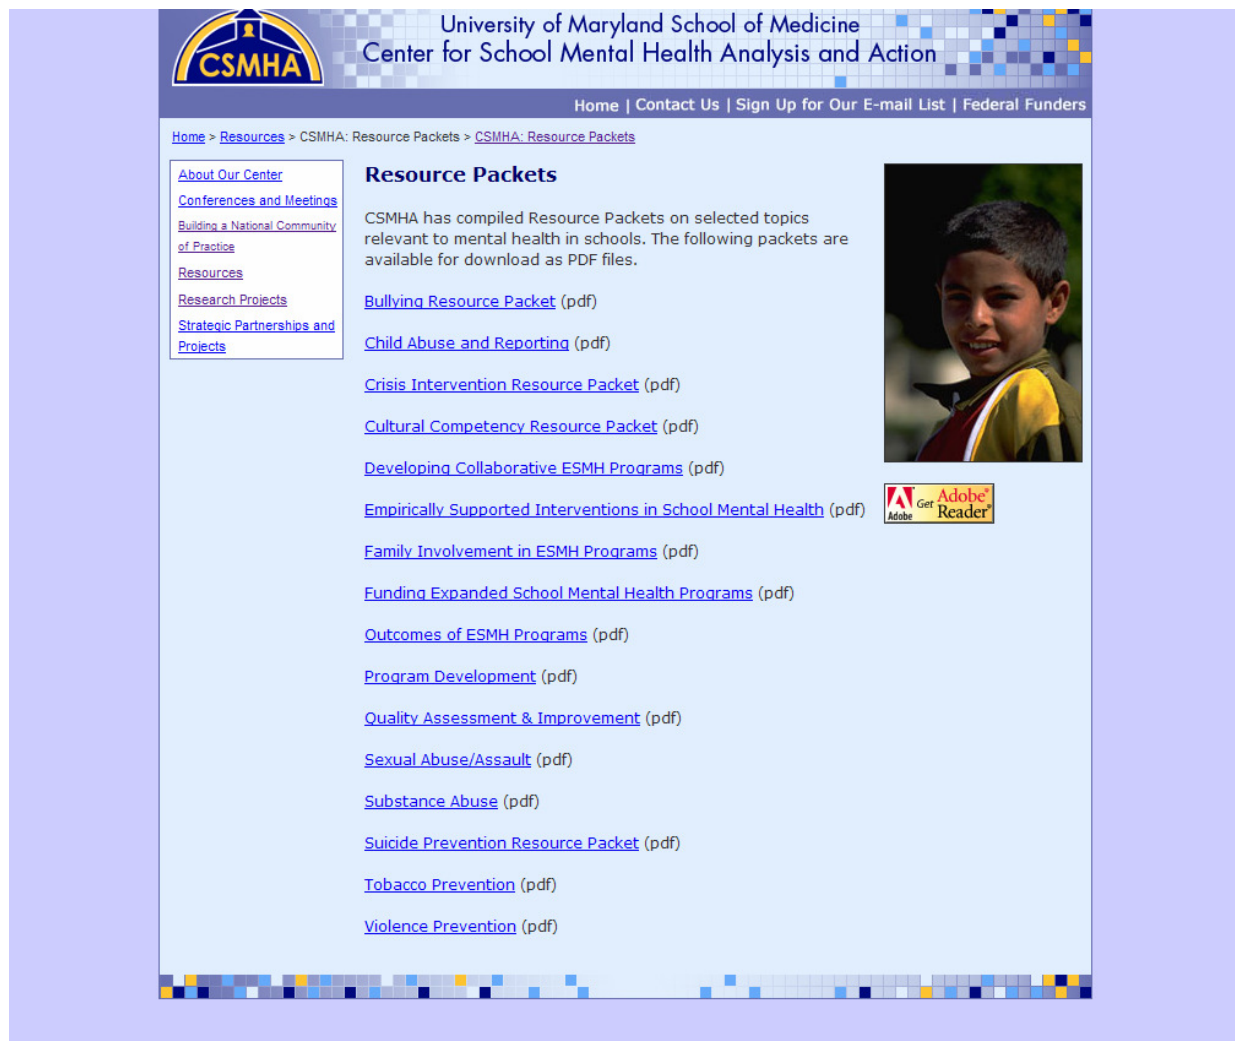 University of Maryland School of Medicine
CSMHA
Center for School Mental Health Analysis and Action
Home | Contact Us | Sign Up for Our E-mail List | Federal Funders
Home > Resources > CSMHA: Resource Packets > CSMHA: Resource Packets
About Our Center
Conferences and Meetings
Building a National Community
of Practice
Resources
Research Projects
Strategic Partnerships and
Projects
Resource Packets
CSMHA has compiled Resource Packets on selected topics
relevant to mental health in schools. The following packets are
available for download as PDF files.
Bullying Resource Packet (pdf)
Child Abuse and Reporting (pdf)
Crisis Intervention Resource Packet (pdf)
Cultural Competency Resource Packet (pdf)
Developing Collaborative ESMH Programs (pdf)
Empirically Supported Interventions in School Mental Health (pdf)
Family Involvement in ESMH Programs (pdf)
Funding Expanded School Mental Health Programs (pdf)
Outcomes of ESMH Programs (pdf)
Program Development (pdf)
Quality Assessment & Improvement (pdf)
Sexual Abuse/Assault (pdf)
Substance Abuse (pdf)
Suicide Prevention Resource Packet (pdf)
Tobacco Prevention (pdf)
Violence Prevention (pdf)
Adobe
Get Adobe®
Reader®